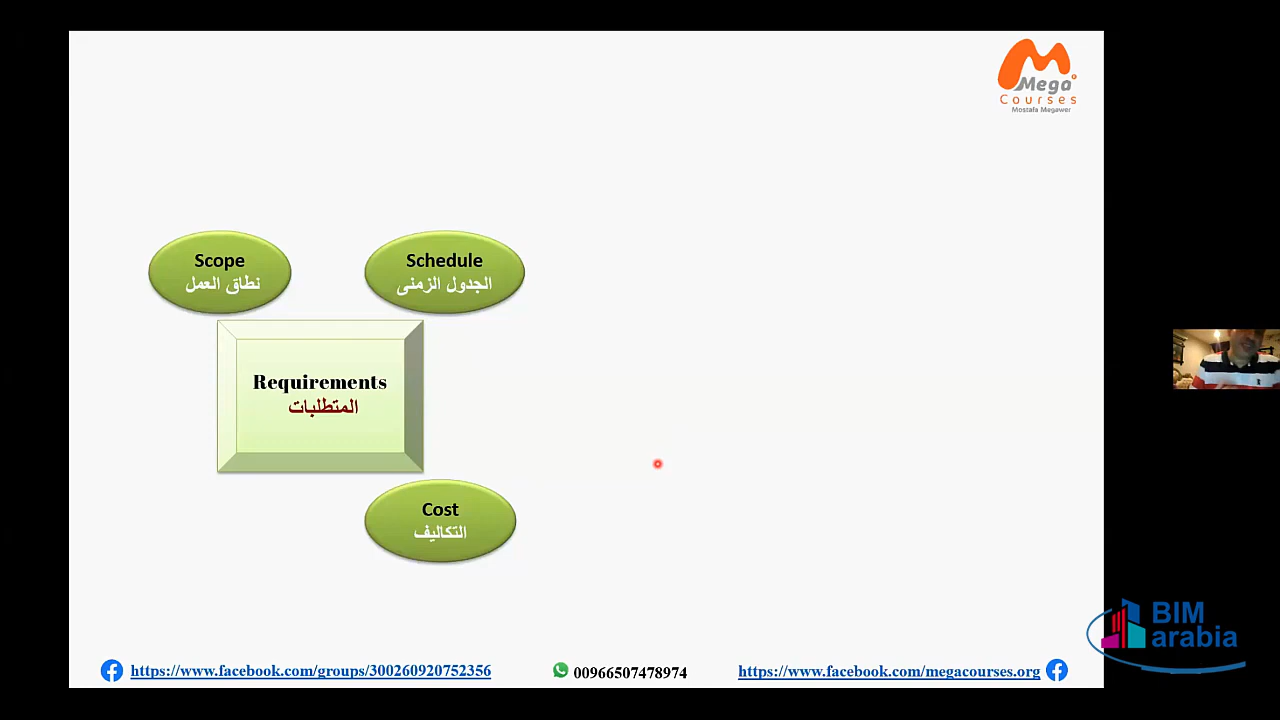 Mega
Courses
Mostafa Megawer
Scope
نطاق العمل
Schedule
الجدول الزمنى
Requirements
المتطلبات
Cost
التكاليف
https://www.facebook.com/groups/300260920752356
00966507478974
https://www.facebook.com/megacourses.org
BIM
arabia